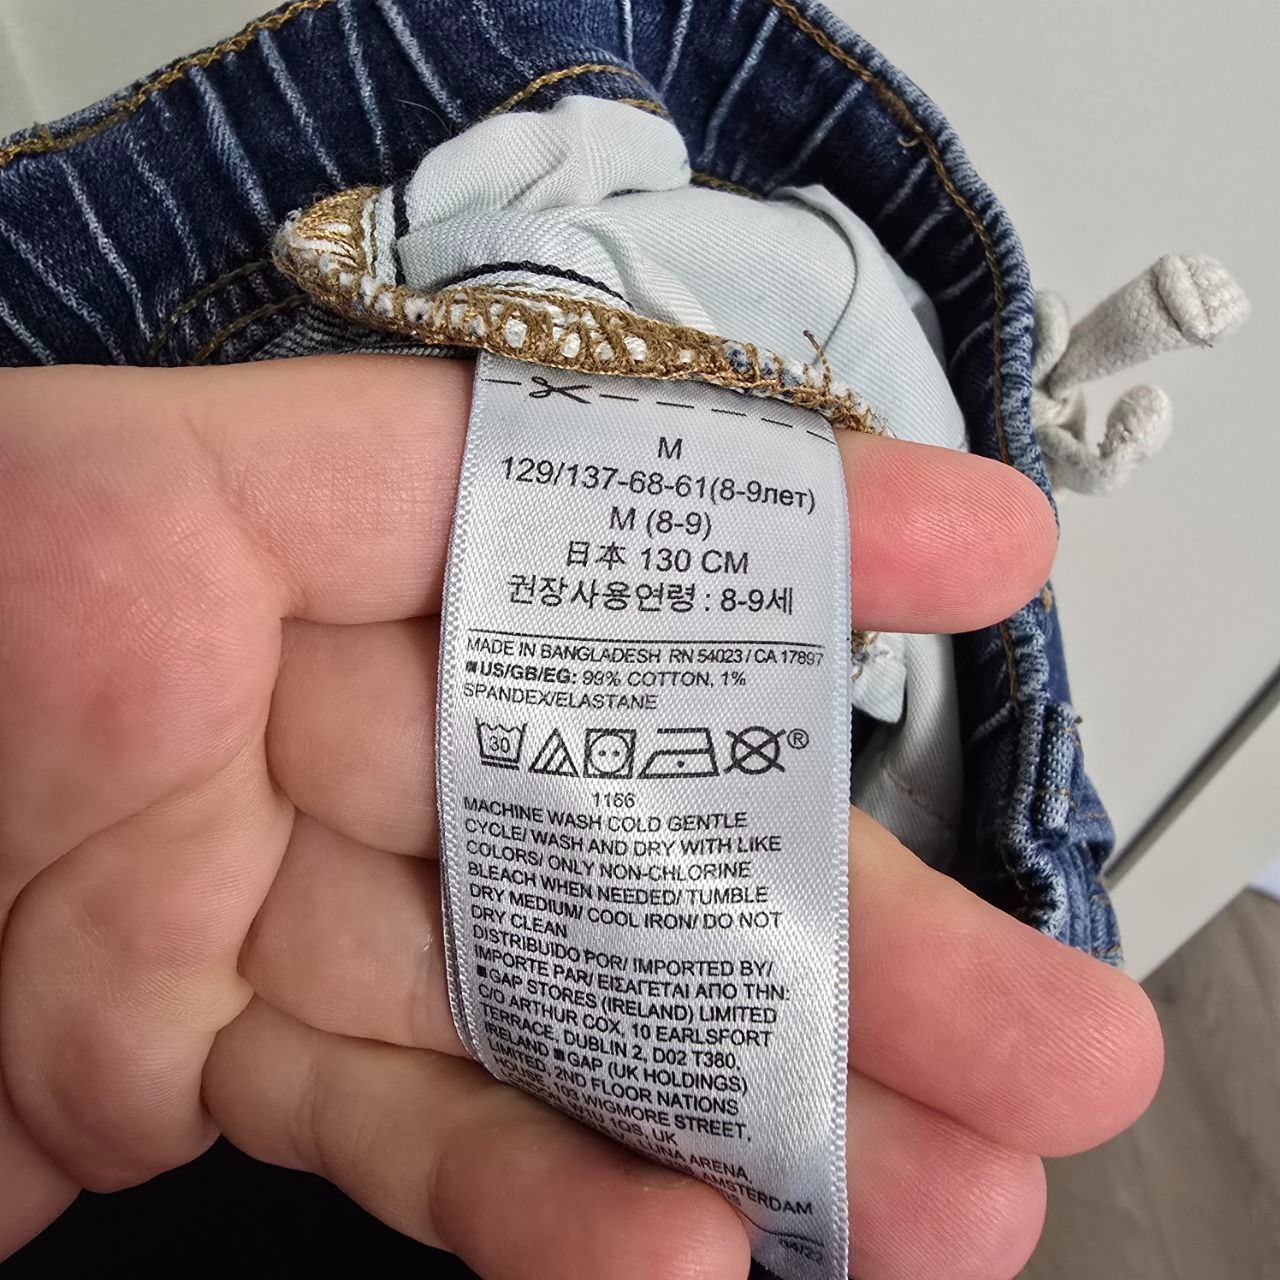 M
129/137-68-61(8-9лет)
M (8-9)
日本 130 CM
권장사용연령 : 8-9세
MADE IN BANGLADESH RN 54023 / CA 17897
US/GB/EG: 99% COTTON, 1%
SPANDEX/ELASTANE
30 ®
1166
MACHINE WASH COLD GENTLE
CYCLE/ WASH AND DRY WITH LIKE
COLORS/ ONLY NON-CHLORINE
BLEACH WHEN NEEDED/ TUMBLE
DRY MEDIUM/ COOL IRON/ DO NOT
DRY CLEAN
DISTRIBUIDO POR/ IMPORTED BY/
IMPORTE PAR/ ΕΙΣΑΓΕΤΑΙ ΑΠΟ ΤΗΝ:
■GAP STORES (IRELAND) LIMITED
C/O ARTHUR COX, 10 EARLSFORT
TERRACE, DUBLIN 2, D02 T380,
IRELAND ■GAP (UK HOLDINGS)
LIMITED, 2ND FLOOR NATIONS
HOUSE, 103 WIGMORE STREET,
LONDON W1U 1QS, UK
LUNA ARENA,
AMSTERDAM
04/22